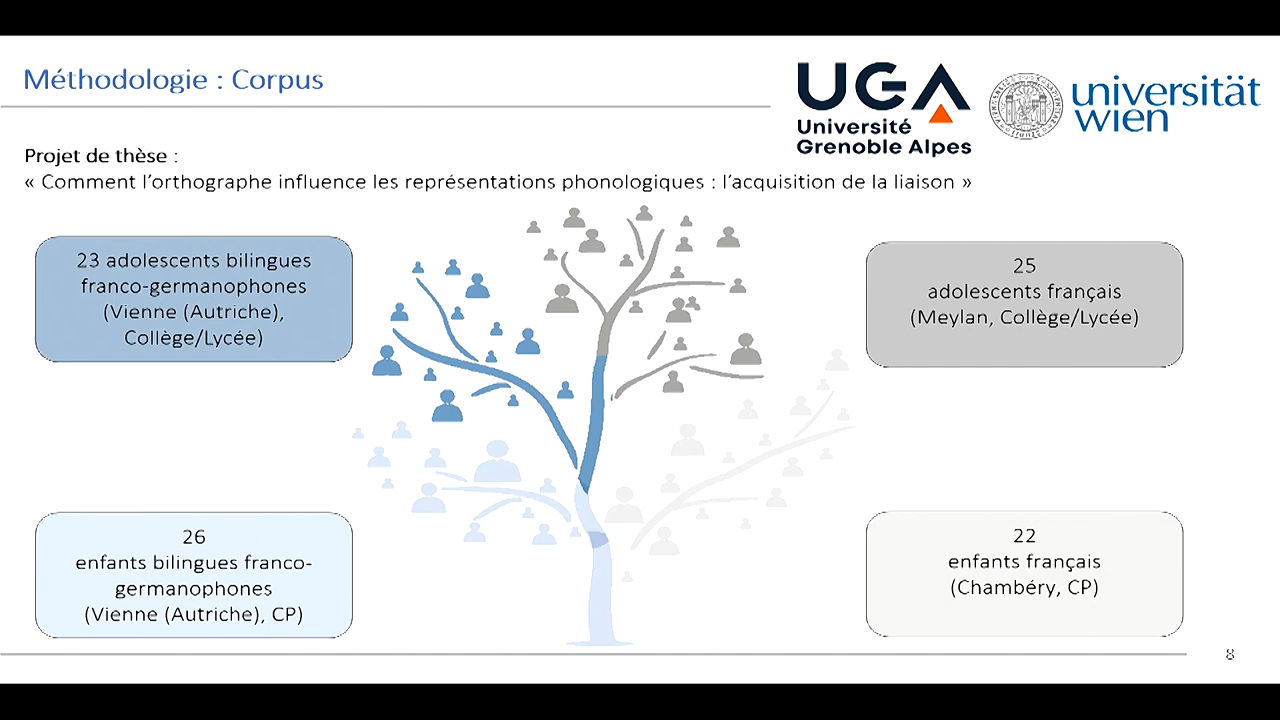 Méthodologie : Corpus
UGA
Université
Grenoble Alpes
universität
wien
Projet de thèse :
« Comment l’orthographe influence les représentations phonologiques : l’acquisition de la liaison »
23 adolescents bilingues
franco-germanophones
(Vienne (Autriche),
Collège/Lycée)
25
adolescents français
(Meylan, Collège/Lycée)
26
enfants bilingues franco-
germanophones
(Vienne (Autriche), CP)
22
enfants français
(Chambéry, CP)
8